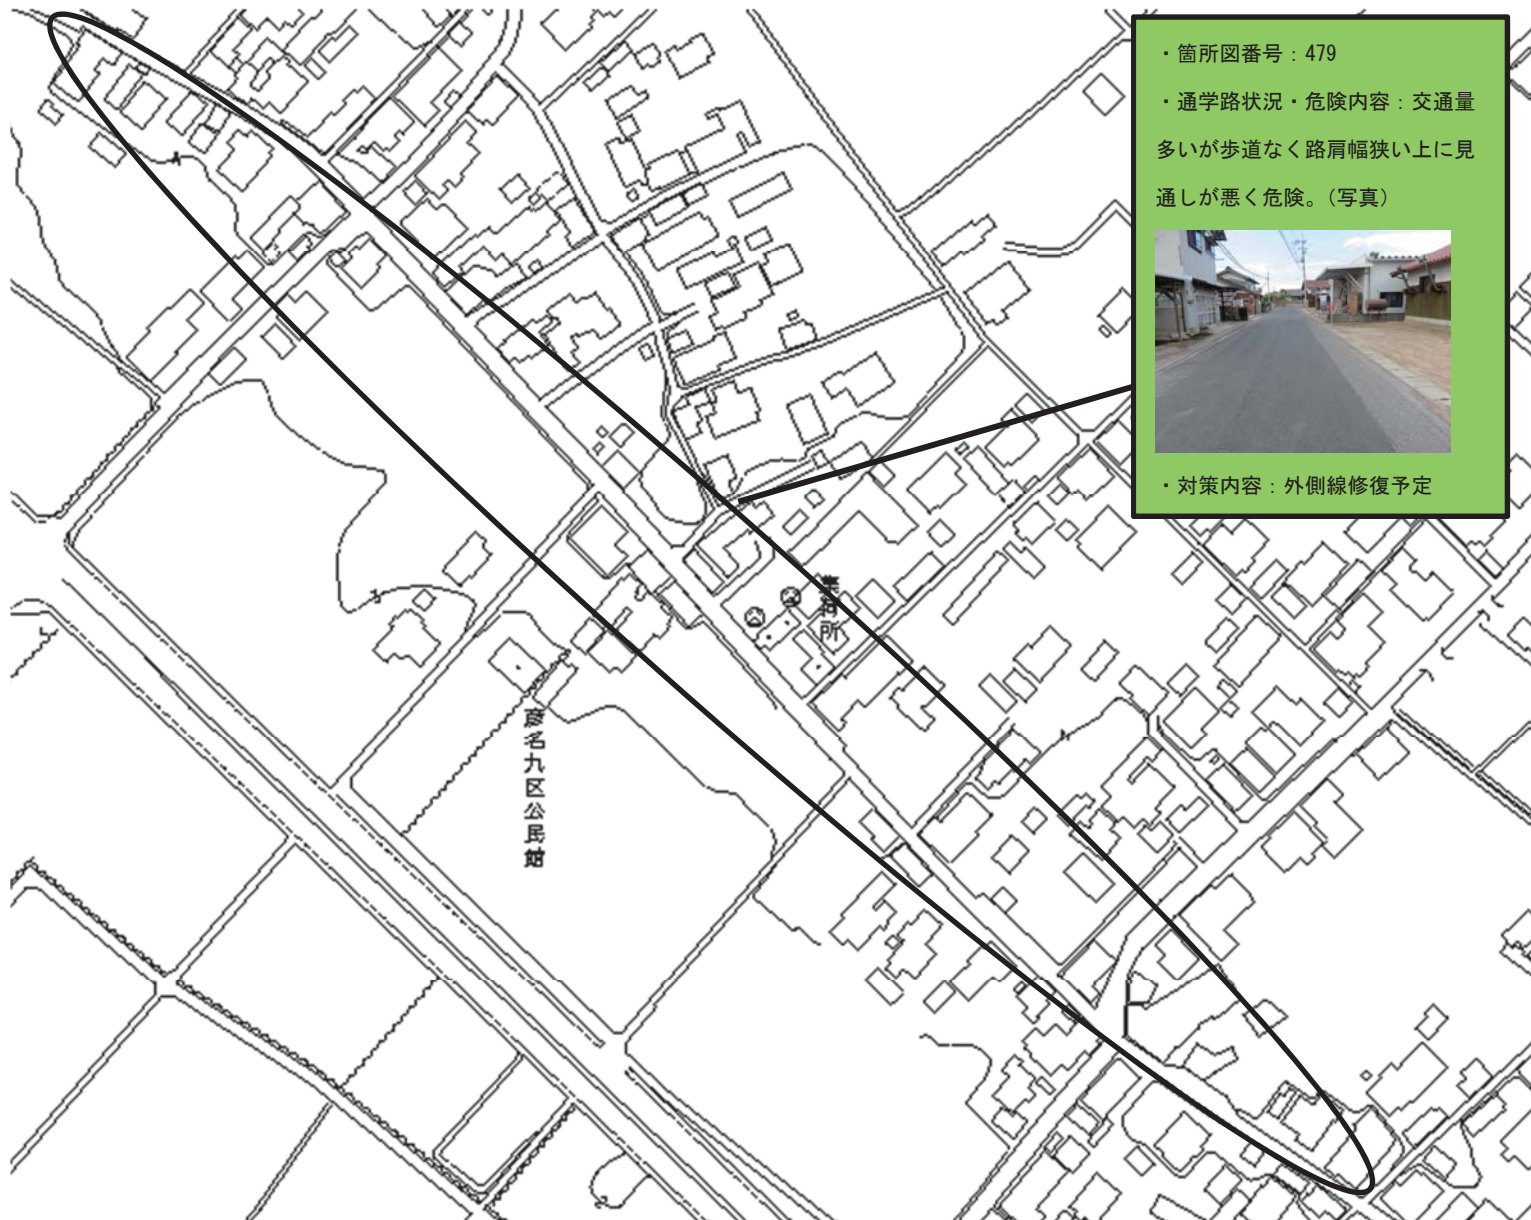 ・箇所図番号：479
・通学路状況・危険内容：交通量
多いが歩道なく路肩幅狭い上に見
通しが悪く危険。（写真）
・対策内容：外側線修復予定
集荷所
彦名九区公民館